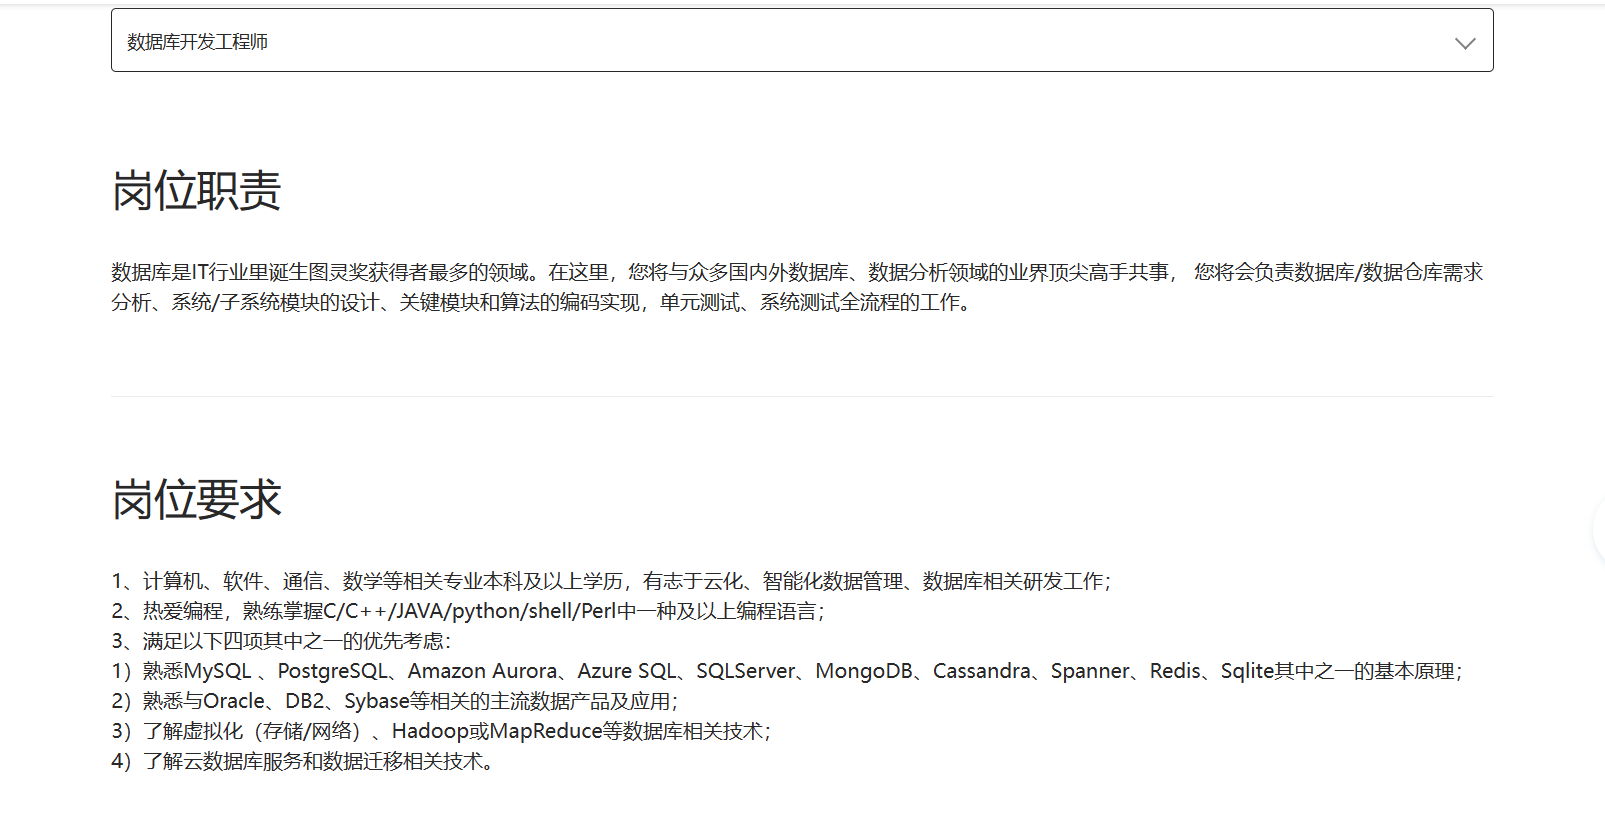 数据库开发工程师
岗位职责
数据库是IT行业里诞生图灵奖获得者最多的领域。在这里，您将与众多国内外数据库、数据分析领域的业界顶尖高手共事， 您将会负责数据库/数据仓库需求
分析、系统/子系统模块的设计、关键模块和算法的编码实现，单元测试、系统测试全流程的工作。
岗位要求
1、计算机、软件、通信、数学等相关专业本科及以上学历，有志于云化、智能化数据管理、数据库相关研发工作；
2、热爱编程，熟练掌握C/C++/JAVA/python/shell/Perl中一种及以上编程语言；
3、满足以下四项其中之一的优先考虑：
1）熟悉MySQL 、PostgreSQL、Amazon Aurora、Azure SQL、SQLServer、MongoDB、Cassandra、Spanner、Redis、Sqlite其中之一的基本原理；
2）熟悉与Oracle、DB2、Sybase等相关的主流数据产品及应用；
3）了解虚拟化（存储/网络）、Hadoop或MapReduce等数据库相关技术；
4）了解云数据库服务和数据迁移相关技术。